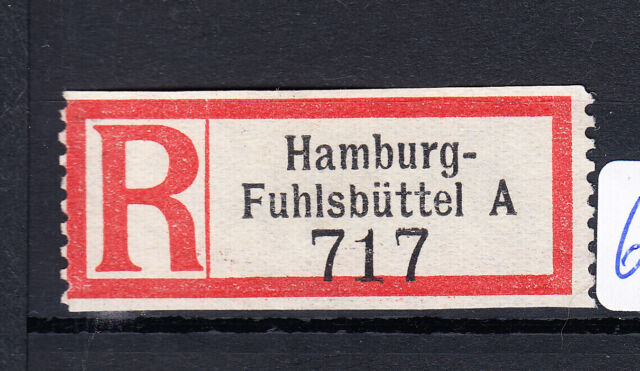 R
Hamburg-
Fuhlsbüttel A
717